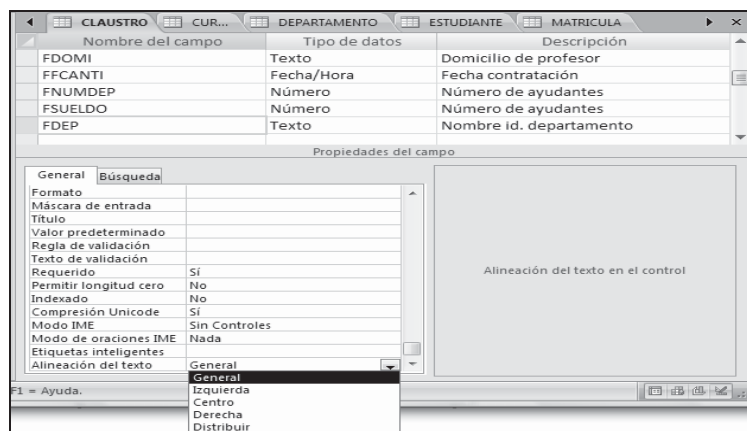 CLAUSTRO CUR... DEPARTAMENTO ESTUDIANTE MATRICULA
Nombre del campo Tipo de datos Descripción
FDOMI Texto Domicilio de profesor
FFCANTI Fecha/Hora Fecha contratación
FNUMDEP Número Número de ayudantes
FSUELDO Número Número de ayudantes
FDEP Texto Nombre id. departamento
Propiedades del campo
General Búsqueda
Formato
Máscara de entrada
Título
Valor predeterminado
Regla de validación
Texto de validación
Requerido Sí
Permitir longitud cero No
Indexado No
Compresión Unicode Sí
Modo IME Sin Controles
Modo de oraciones IME Nada
Etiquetas inteligentes
Alineación del texto General
Alineación del texto en el control
General
Izquierda
Centro
Derecha
Distribuir
F1 = Ayuda.